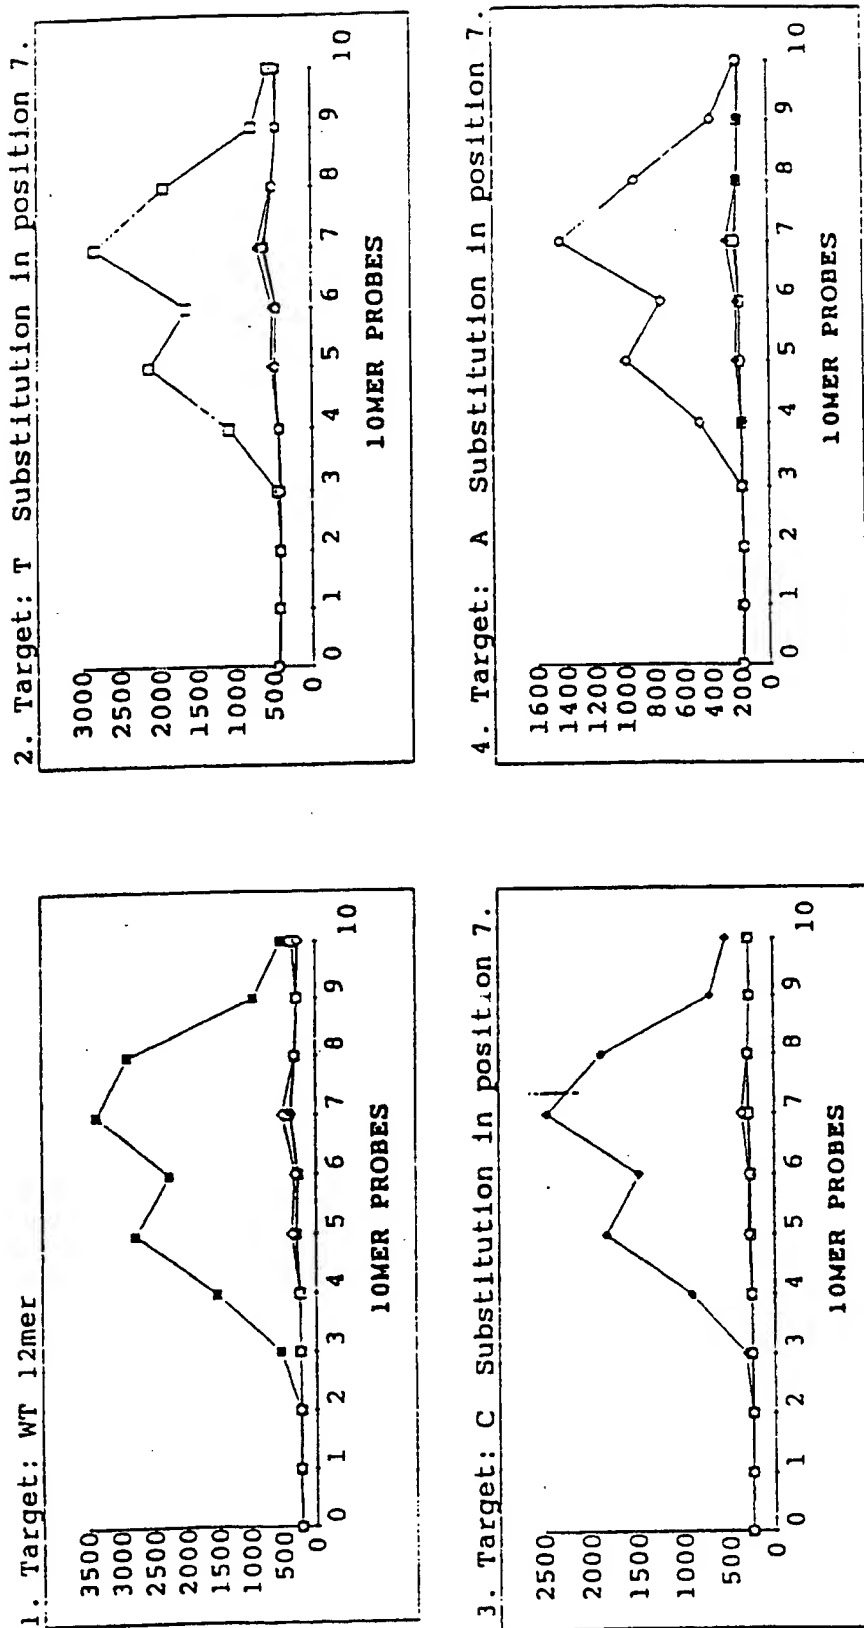 1. Target: WT 12mer
3500
3000
2500
2000
1500
1000
500
0
0 1 2 3 4 5 6 7 8 9 10
10MER PROBES
2. Target: T Substitution in position 7.
3000
2500
2000
1500
1000
500
0
0 1 2 3 4 5 6 7 8 9 10
10MER PROBES
3. Target: C Substitution in position 7.
2500
2000
1500
1000
500
0
0 1 2 3 4 5 6 7 8 9 10
10MER PROBES
4. Target: A Substitution in position 7.
1600
1400
1200
1000
800
600
400
200
0
0 1 2 3 4 5 6 7 8 9 10
10MER PROBES